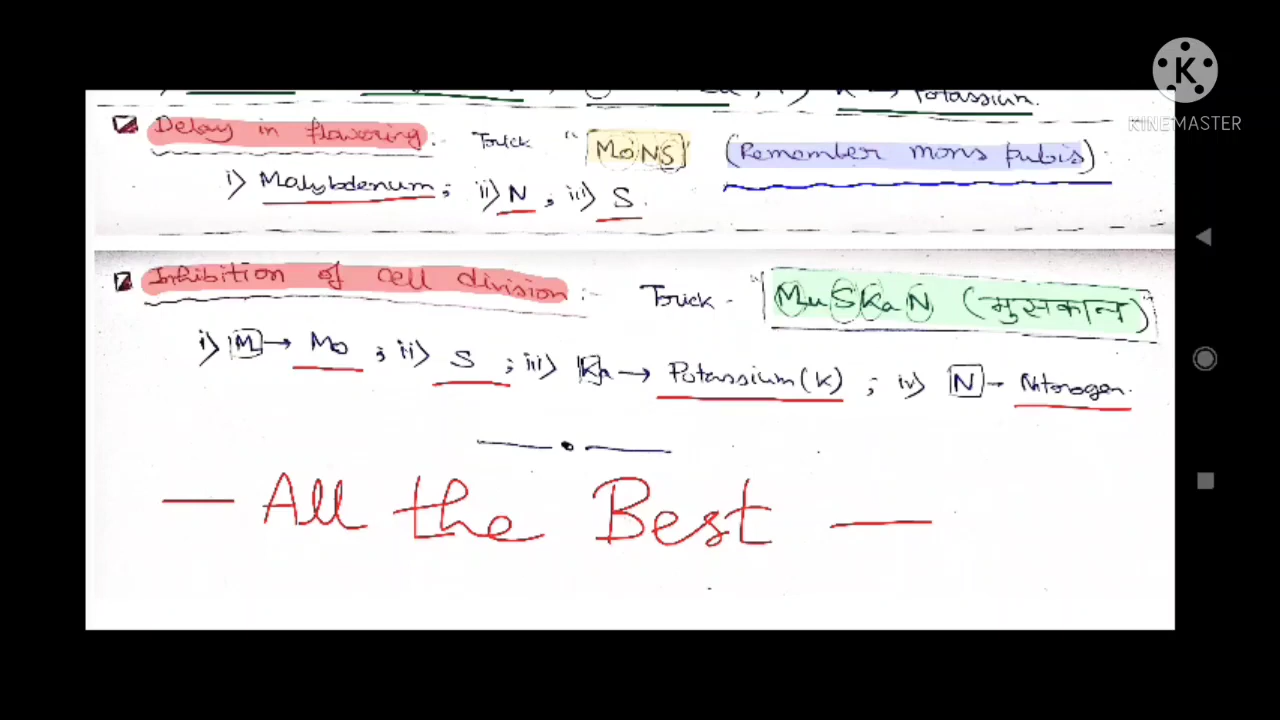 K
KINEMASTER
Potassium.
Delay in flowering :- Trick "MoNS" (Remember mons pubis)
i) Molybdenum ; ii) N ; iii) S.
Inhibition of cell division :- Trick - "MuSKaN (मुसकान)"
i) M → Mo ; ii) S ; iii) Ka → Potassium (K) ; iv) N → Nitrogen.
— All the Best —